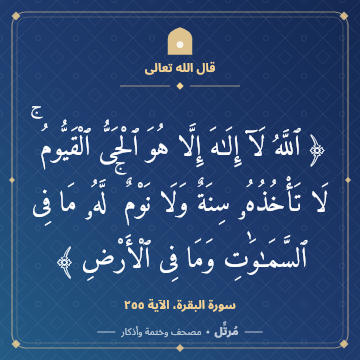 قال الله تعالى
﴿ ٱللَّهُ لَآ إِلَـٰهَ إِلَّا هُوَ ٱلْحَىُّ ٱلْقَيُّومُ ۚ
لَا تَأْخُذُهُۥ سِنَةٌ وَلَا نَوْمٌ ۚ لَّهُۥ مَا فِى
ٱلسَّمَـٰوَٰتِ وَمَا فِى ٱلْأَرْضِ ﴾
سورة البقرة، الآية ٢٥٥
مُرتَّل • مصحف وختمة وأذكار